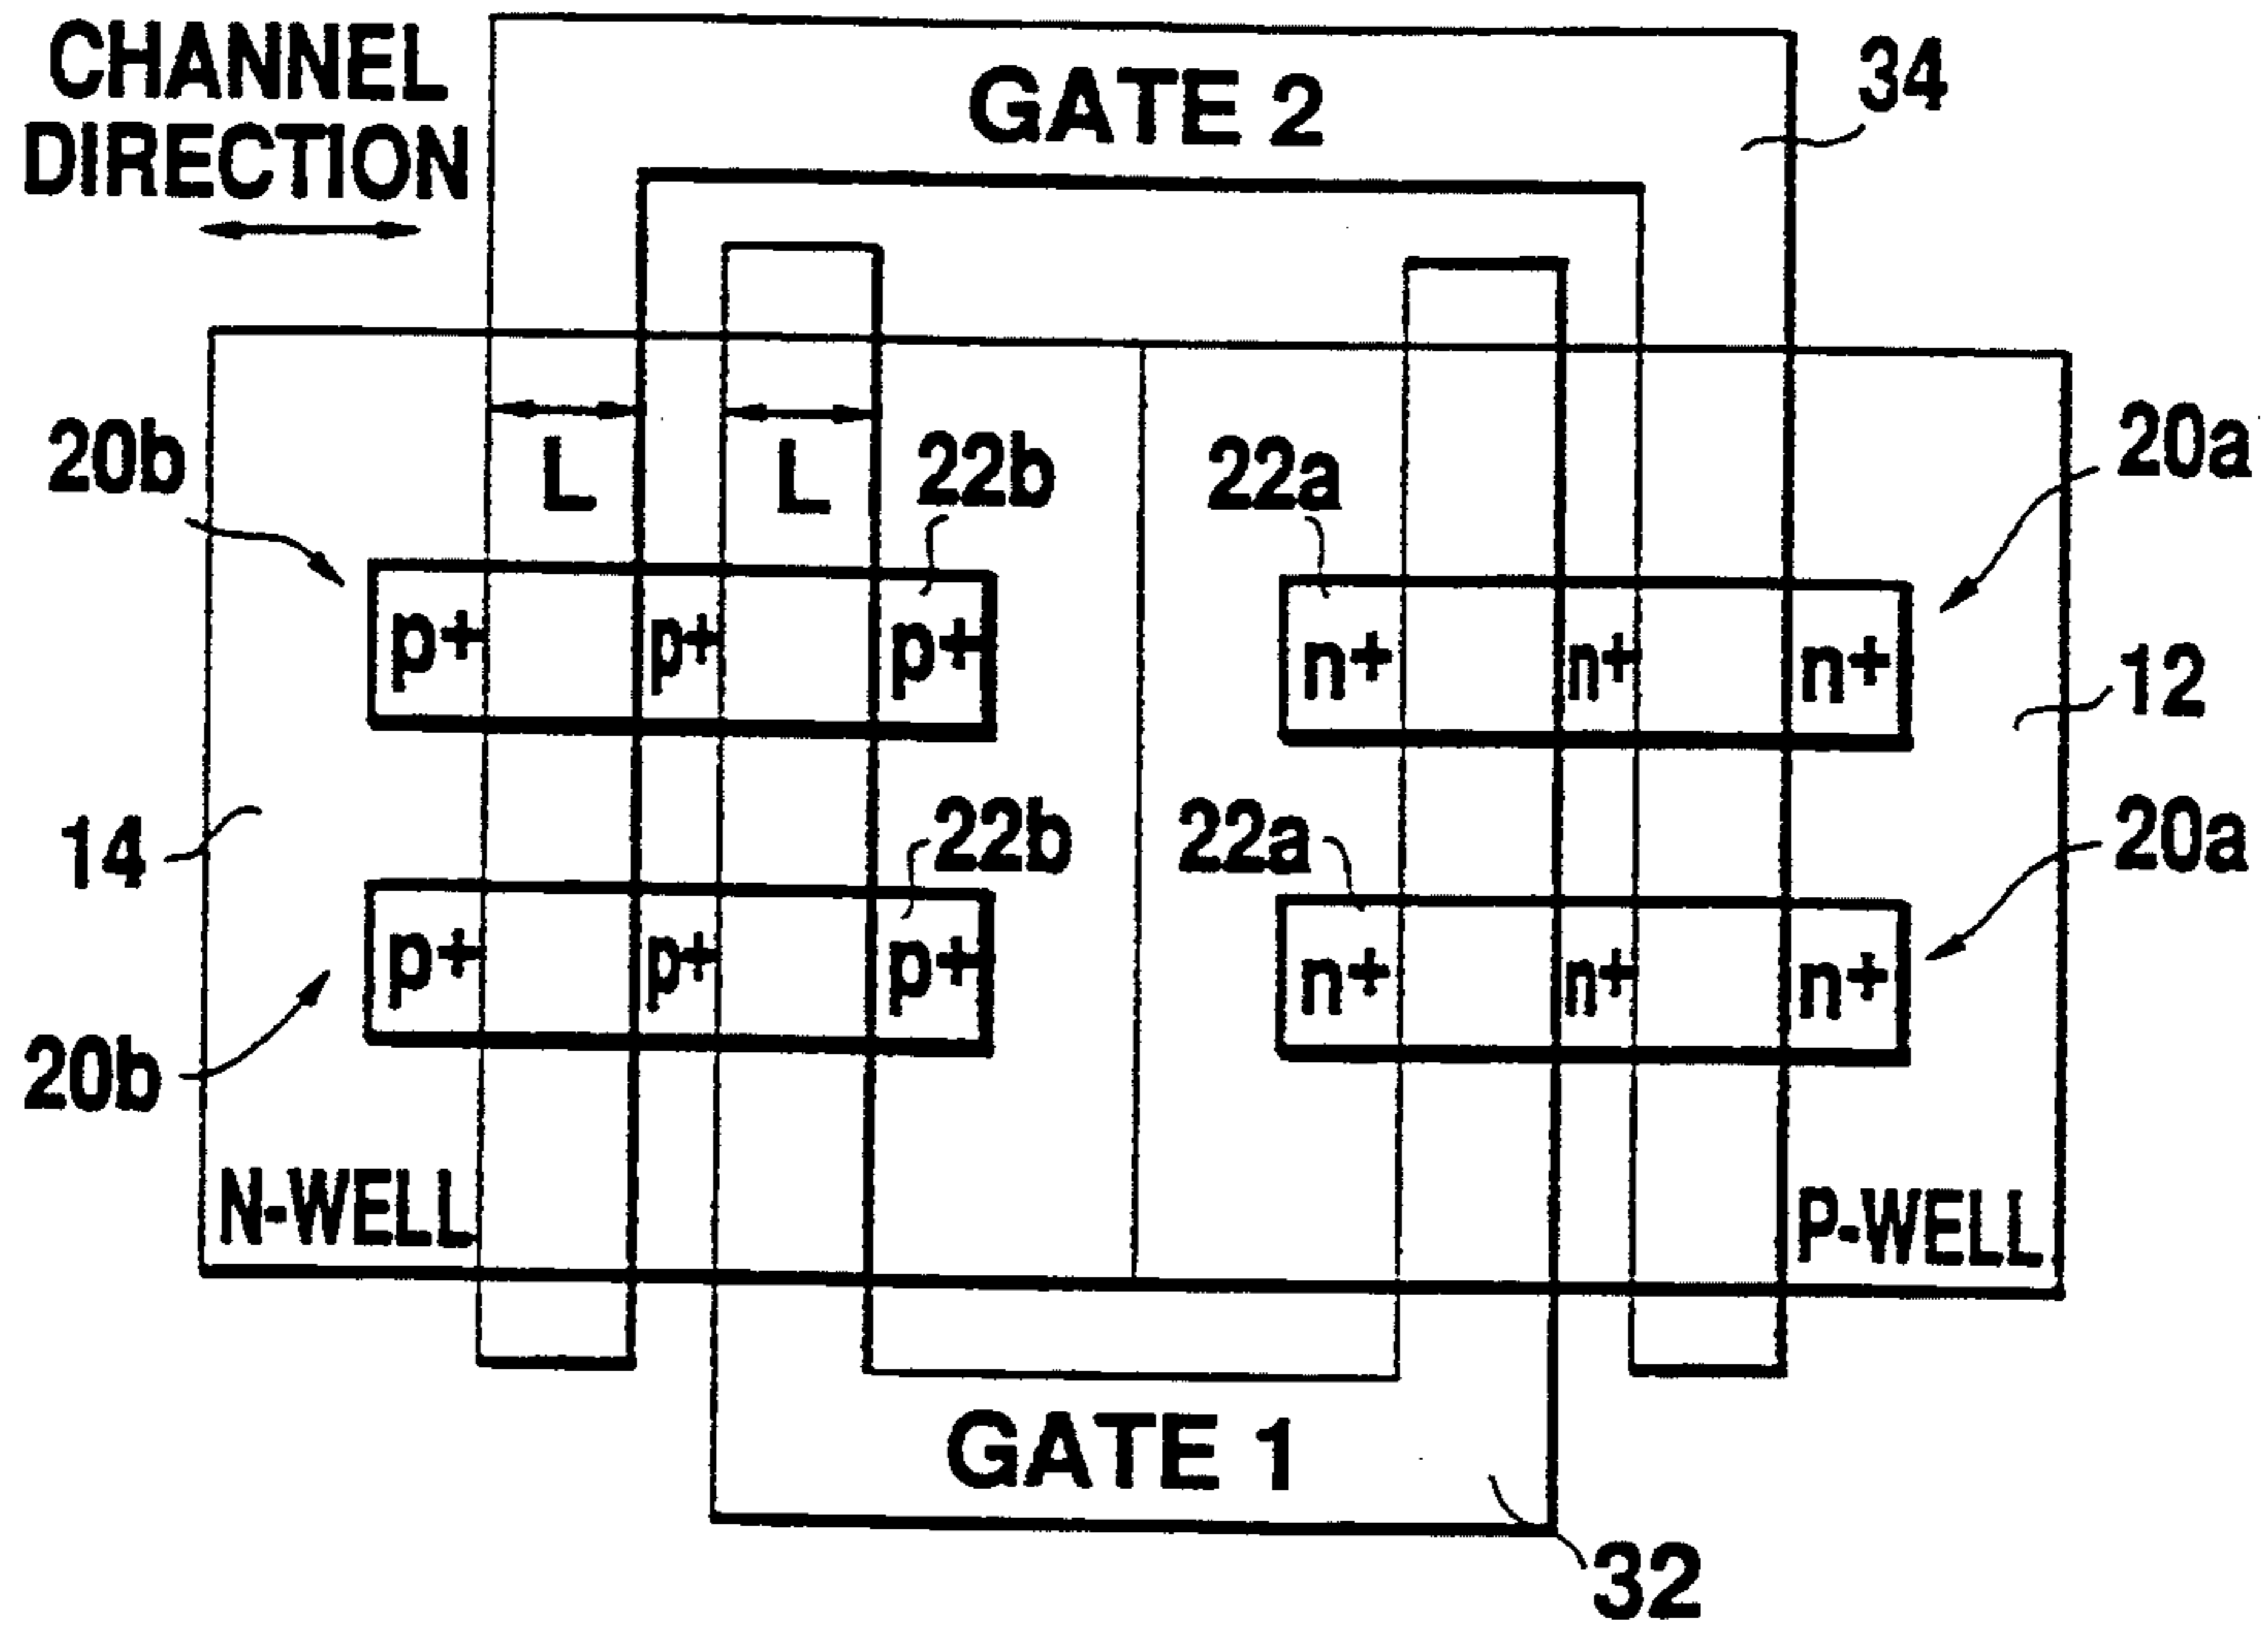 CHANNEL
DIRECTION
GATE 2
34
20b
L
L
22b
22a
20a
p+ p+ p+
n+ n+ n+
12
14
22b
22a
20a
p+ p+ p+
n+ n+ n+
20b
N-WELL
P-WELL
GATE 1
32